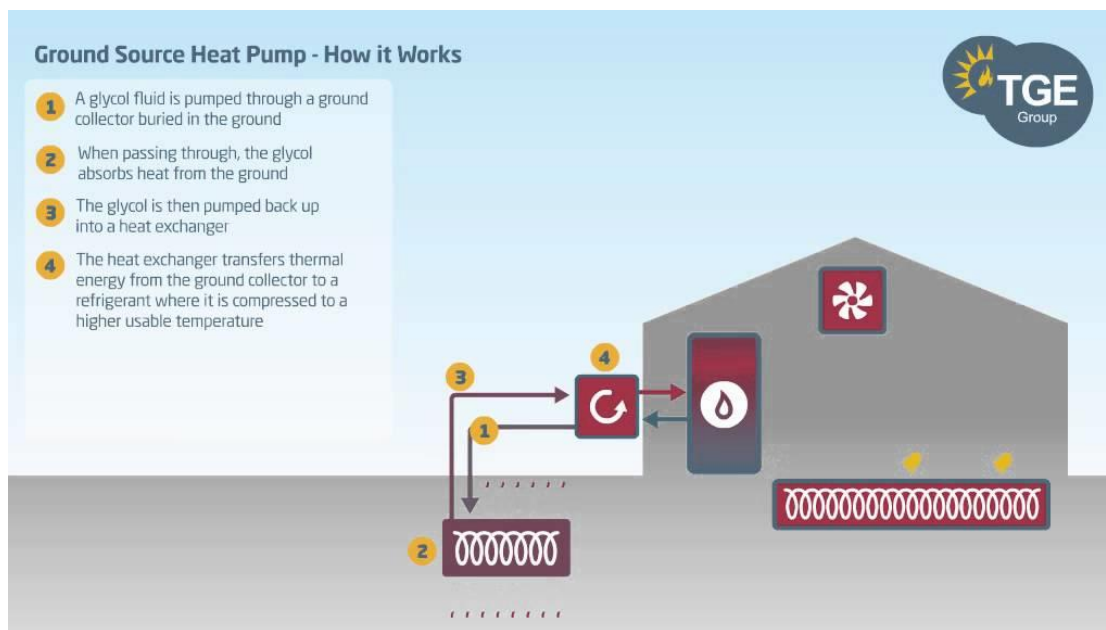 Ground Source Heat Pump - How it Works
1
A glycol fluid is pumped through a ground
collector buried in the ground
2
When passing through, the glycol
absorbs heat from the ground
3
The glycol is then pumped back up
into a heat exchanger
4
The heat exchanger transfers thermal
energy from the ground collector to a
refrigerant where it is compressed to a
higher usable temperature
TGE
Group
4
3
1
2